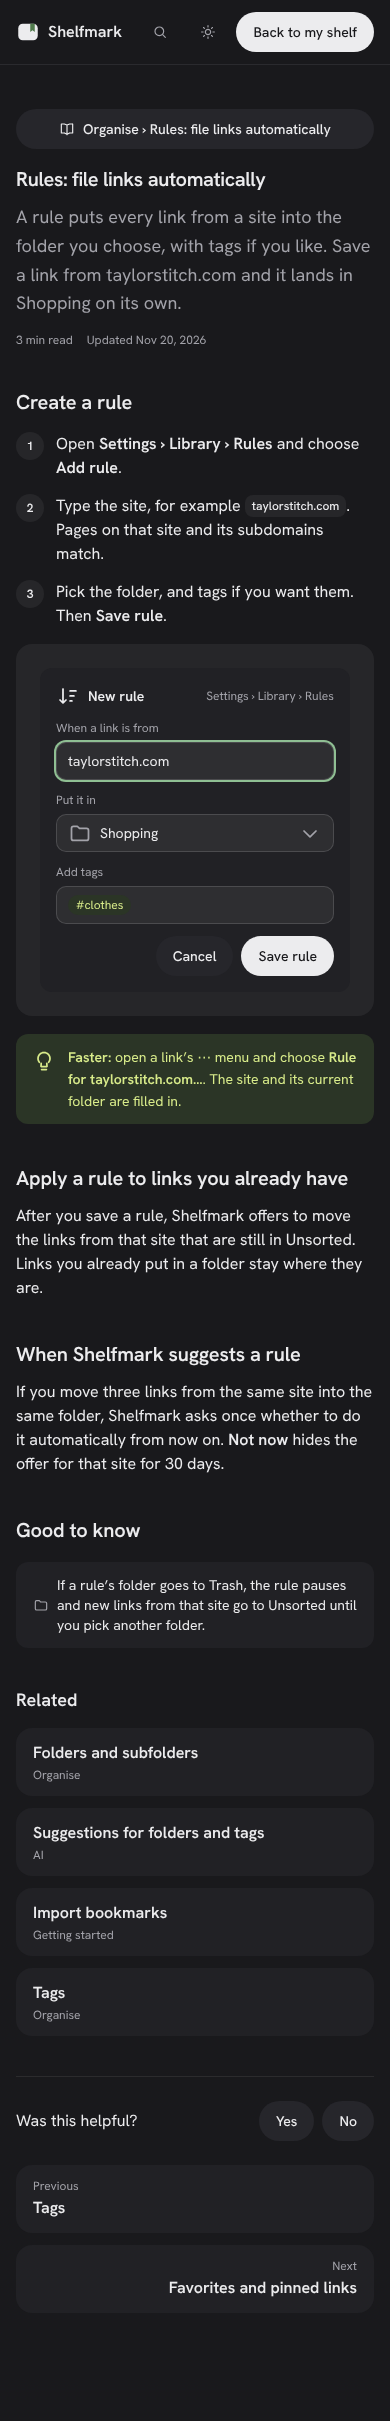 Shelfmark
Back to my shelf
Organise › Rules: file links automatically
Rules: file links automatically
A rule puts every link from a site into the
folder you choose, with tags if you like. Save
a link from taylorstitch.com and it lands in
Shopping on its own.
3 min read Updated Nov 20, 2026
Create a rule
1 Open Settings › Library › Rules and choose
Add rule.
2 Type the site, for example taylorstitch.com.
Pages on that site and its subdomains
match.
3 Pick the folder, and tags if you want them.
Then Save rule.
New rule Settings › Library › Rules
When a link is from
taylorstitch.com
Put it in
Shopping
Add tags
#clothes
Cancel Save rule
Faster: open a link’s ⋯ menu and choose Rule
for taylorstitch.com…. The site and its current
folder are filled in.
Apply a rule to links you already have
After you save a rule, Shelfmark offers to move
the links from that site that are still in Unsorted.
Links you already put in a folder stay where they
are.
When Shelfmark suggests a rule
If you move three links from the same site into the
same folder, Shelfmark asks once whether to do
it automatically from now on. Not now hides the
offer for that site for 30 days.
Good to know
If a rule’s folder goes to Trash, the rule pauses
and new links from that site go to Unsorted until
you pick another folder.
Related
Folders and subfolders
Organise
Suggestions for folders and tags
AI
Import bookmarks
Getting started
Tags
Organise
Was this helpful? Yes No
Previous
Tags
Next
Favorites and pinned links